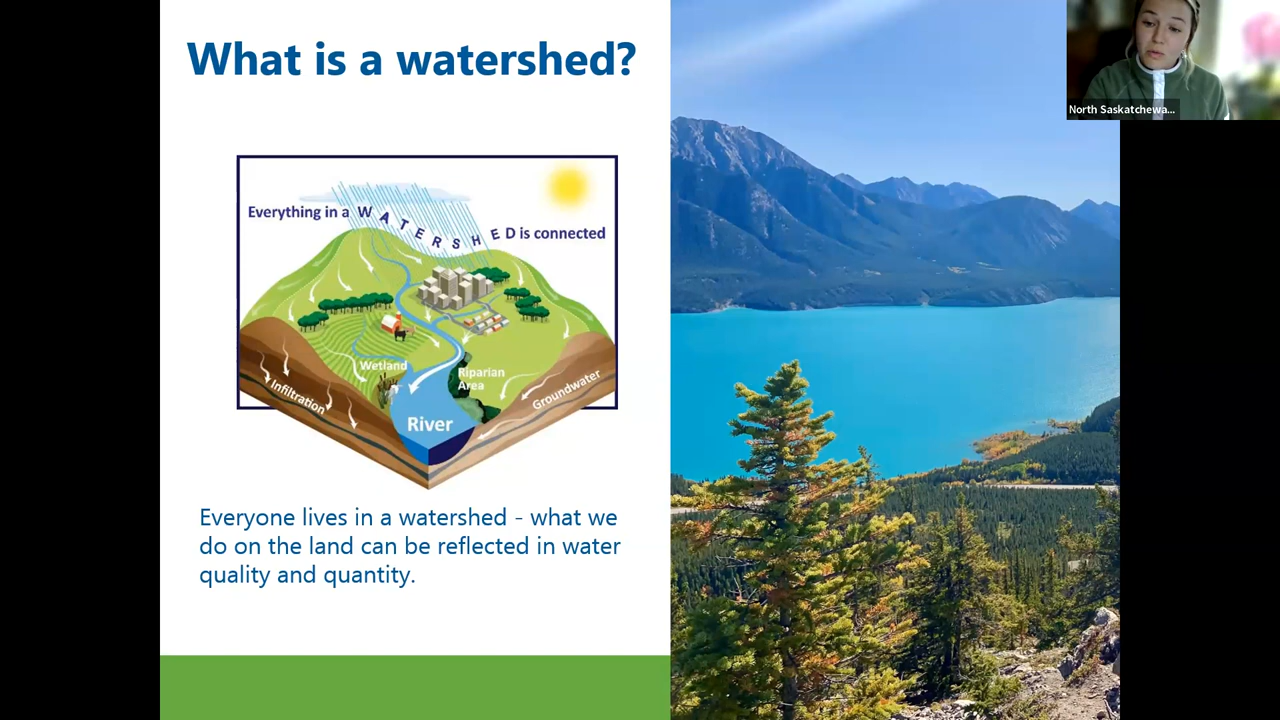 What is a watershed?
Everything in a WATERSHED is connected
Wetland
Riparian
Area
Infiltration
Groundwater
River
Everyone lives in a watershed - what we
do on the land can be reflected in water
quality and quantity.
North Saskatchewa...